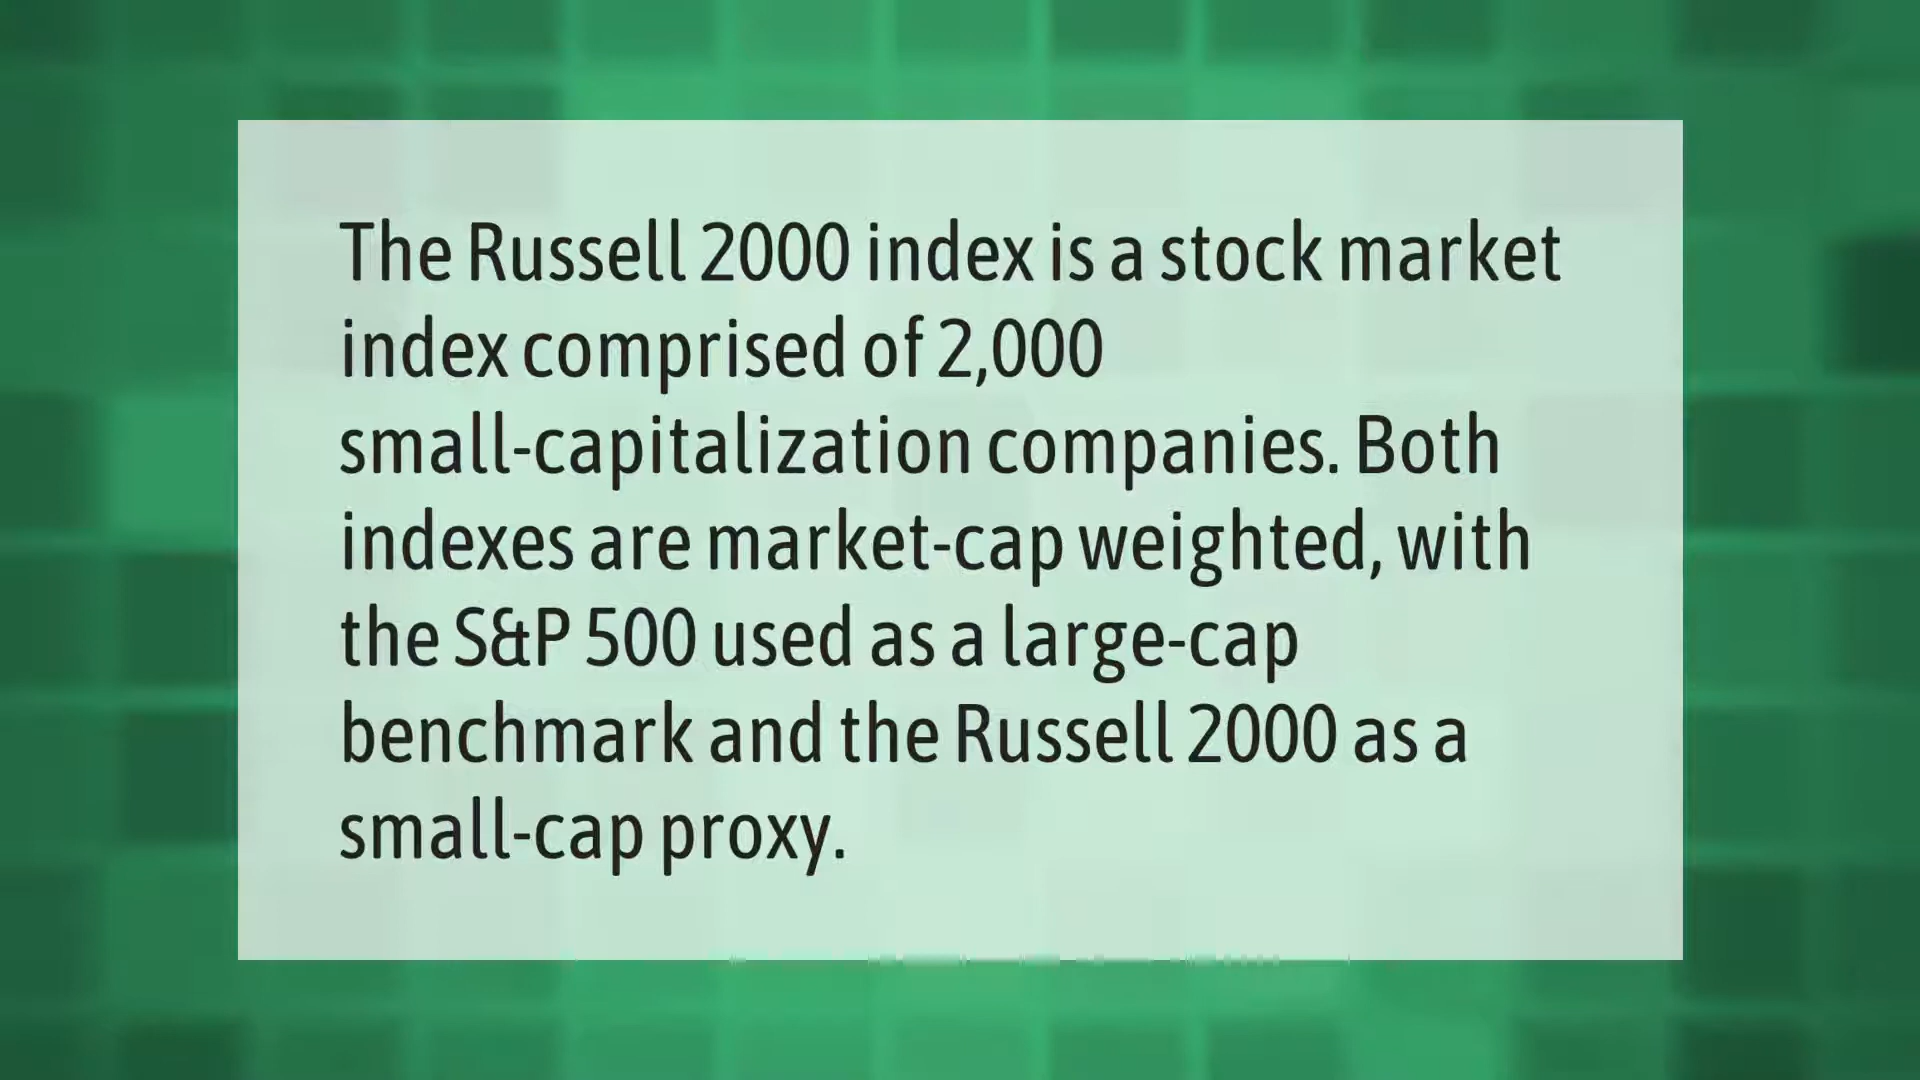 The Russell 2000 index is a stock market
index comprised of 2,000
small-capitalization companies. Both
indexes are market-cap weighted, with
the S&P 500 used as a large-cap
benchmark and the Russell 2000 as a
small-cap proxy.